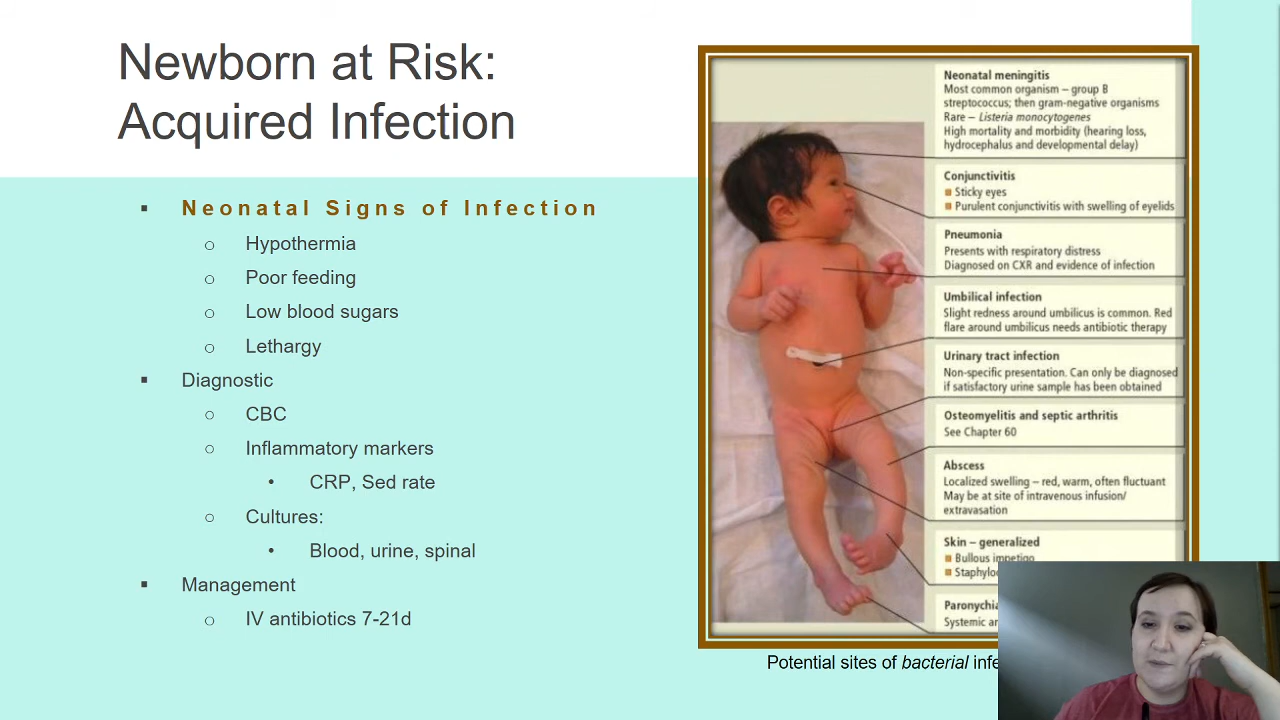 Newborn at Risk:
Acquired Infection
Neonatal Signs of Infection
Hypothermia
Poor feeding
Low blood sugars
Lethargy
Diagnostic
CBC
Inflammatory markers
CRP, Sed rate
Cultures:
Blood, urine, spinal
Management
IV antibiotics 7-21d
Neonatal meningitis
Most common organism – group B
streptococcus; then gram-negative organisms
Rare – Listeria monocytogenes
High mortality and morbidity (hearing loss,
hydrocephalus and developmental delay)
Conjunctivitis
Sticky eyes
Purulent conjunctivitis with swelling of eyelids
Pneumonia
Presents with respiratory distress
Diagnosed on CXR and evidence of infection
Umbilical infection
Slight redness around umbilicus is common. Red
flare around umbilicus needs antibiotic therapy
Urinary tract infection
Non-specific presentation. Can only be diagnosed
if satisfactory urine sample has been obtained
Osteomyelitis and septic arthritis
See Chapter 60
Abscess
Localized swelling – red, warm, often fluctuant
May be at site of intravenous infusion/
extravasation
Skin – generalized
Bullous impetigo
Paronychia
Systemic
Potential sites of bacterial